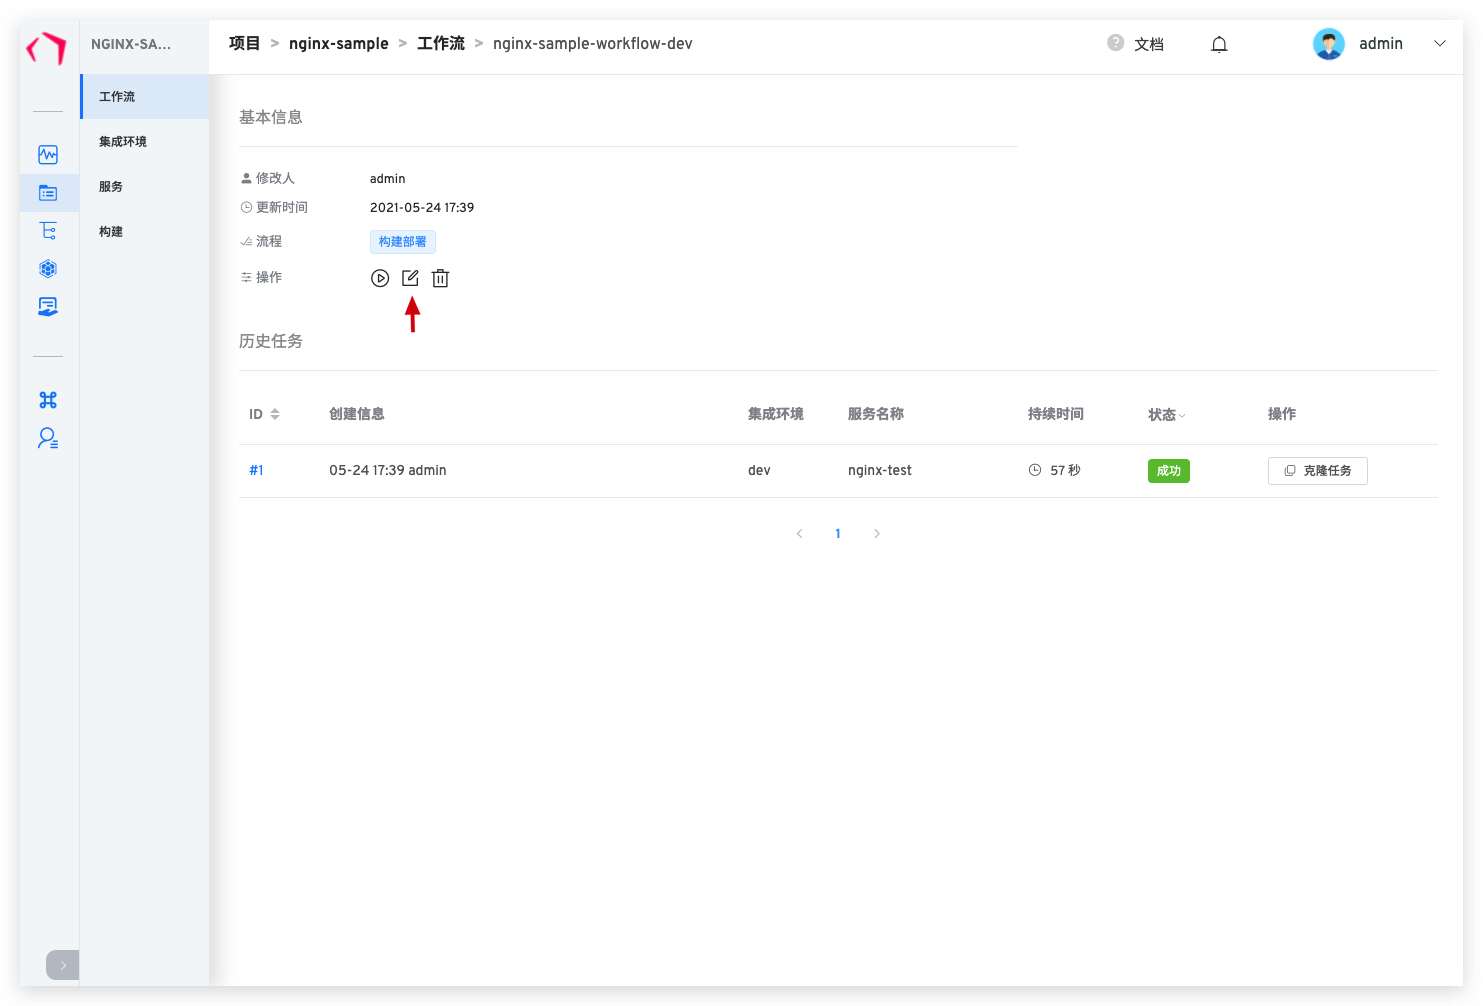 NGINX-SA...
项目 > nginx-sample > 工作流 > nginx-sample-workflow-dev
? 文档
admin
工作流
集成环境
服务
构建
基本信息
修改人 admin
更新时间 2021-05-24 17:39
流程 构建部署
操作
历史任务
ID 创建信息 集成环境 服务名称 持续时间 状态 操作
#1 05-24 17:39 admin dev nginx-test 57 秒 成功 克隆任务
< 1 >